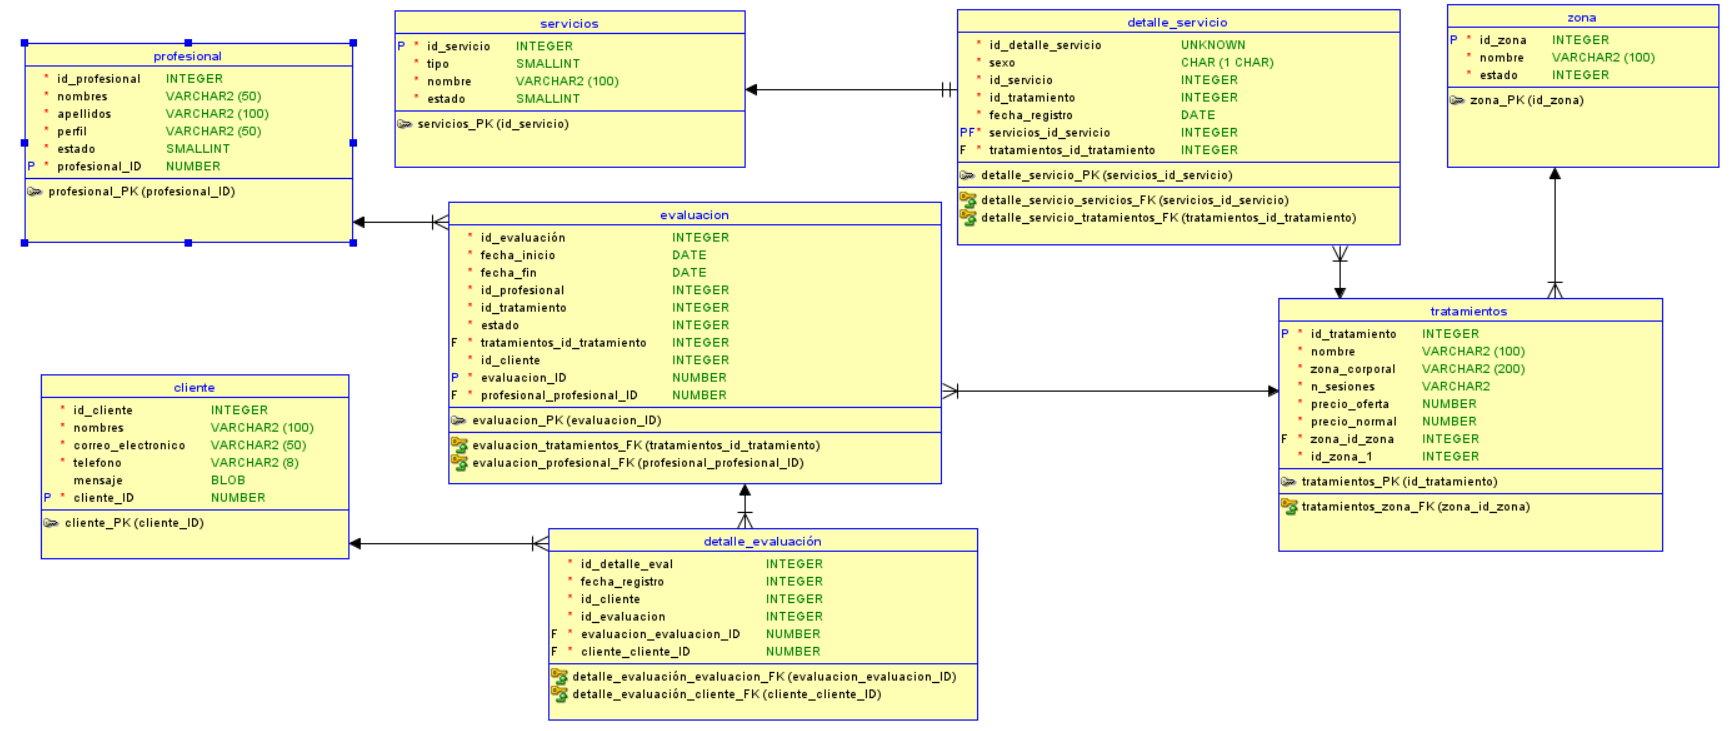 profesional
* id_profesional INTEGER
* nombres VARCHAR2 (50)
* apellidos VARCHAR2 (100)
* perfil VARCHAR2 (50)
* estado SMALLINT
P * profesional_ID NUMBER
profesional_PK (profesional_ID)
servicios
P * id_servicio INTEGER
* tipo SMALLINT
* nombre VARCHAR2 (100)
* estado SMALLINT
servicios_PK (id_servicio)
detalle_servicio
* id_detalle_servicio UNKNOWN
* sexo CHAR (1 CHAR)
* id_servicio INTEGER
* id_tratamiento INTEGER
* fecha_registro DATE
PF* servicios_id_servicio INTEGER
F * tratamientos_id_tratamiento INTEGER
detalle_servicio_PK (servicios_id_servicio)
detalle_servicio_servicios_FK (servicios_id_servicio)
detalle_servicio_tratamientos_FK (tratamientos_id_tratamiento)
zona
P * id_zona INTEGER
* nombre VARCHAR2 (100)
* estado INTEGER
zona_PK (id_zona)
evaluacion
* id_evaluación INTEGER
* fecha_inicio DATE
* fecha_fin DATE
* id_profesional INTEGER
* id_tratamiento INTEGER
* estado INTEGER
F * tratamientos_id_tratamiento INTEGER
* id_cliente INTEGER
P * evaluacion_ID NUMBER
F * profesional_profesional_ID NUMBER
evaluacion_PK (evaluacion_ID)
evaluacion_tratamientos_FK (tratamientos_id_tratamiento)
evaluacion_profesional_FK (profesional_profesional_ID)
tratamientos
P * id_tratamiento INTEGER
* nombre VARCHAR2 (100)
* zona_corporal VARCHAR2 (200)
* n_sesiones VARCHAR2
* precio_oferta NUMBER
* precio_normal NUMBER
F * zona_id_zona INTEGER
* id_zona_1 INTEGER
tratamientos_PK (id_tratamiento)
tratamientos_zona_FK (zona_id_zona)
cliente
* id_cliente INTEGER
* nombres VARCHAR2 (100)
* correo_electronico VARCHAR2 (50)
* telefono VARCHAR2 (8)
mensaje BLOB
P * cliente_ID NUMBER
cliente_PK (cliente_ID)
detalle_evaluación
* id_detalle_eval INTEGER
* fecha_registro INTEGER
* id_cliente INTEGER
* id_evaluacion INTEGER
F * evaluacion_evaluacion_ID NUMBER
F * cliente_cliente_ID NUMBER
detalle_evaluación_evaluacion_FK (evaluacion_evaluacion_ID)
detalle_evaluación_cliente_FK (cliente_cliente_ID)